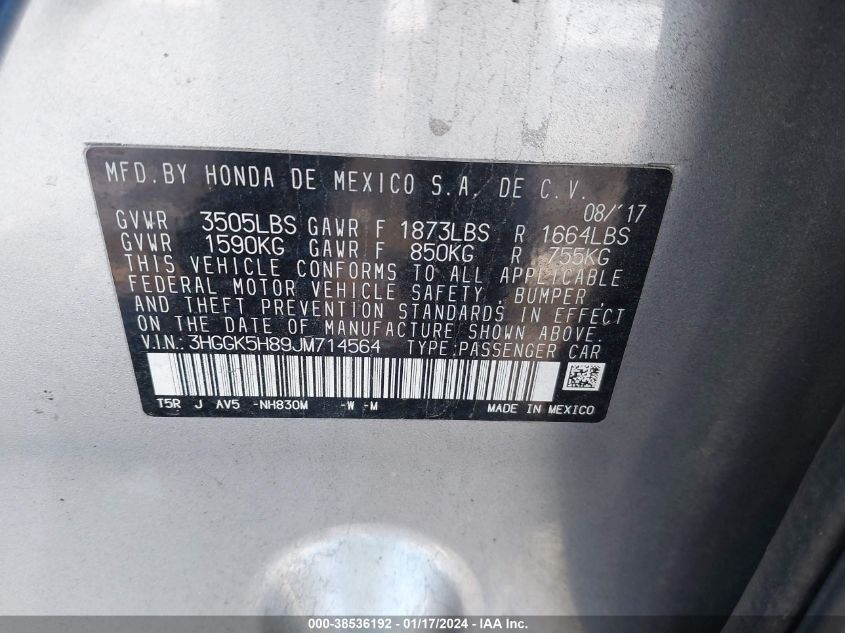 MFD.BY HONDA DE MEXICO S.A. DE C.V.
08/'17
GVWR 3505LBS GAWR F 1873LBS R 1664LBS
GVWR 1590KG GAWR F 850KG R 755KG
THIS VEHICLE CONFORMS TO ALL APPLICABLE
FEDERAL MOTOR VEHICLE SAFETY, BUMPER,
AND THEFT PREVENTION STANDARDS IN EFFECT
ON THE DATE OF MANUFACTURE SHOWN ABOVE.
V.I.N.: 3HGGK5H89JM714564 TYPE:PASSENGER CAR
T5R J AV5 -NH830M -W -M MADE IN MEXICO
000-38536192 - 01/17/2024 - IAA Inc.